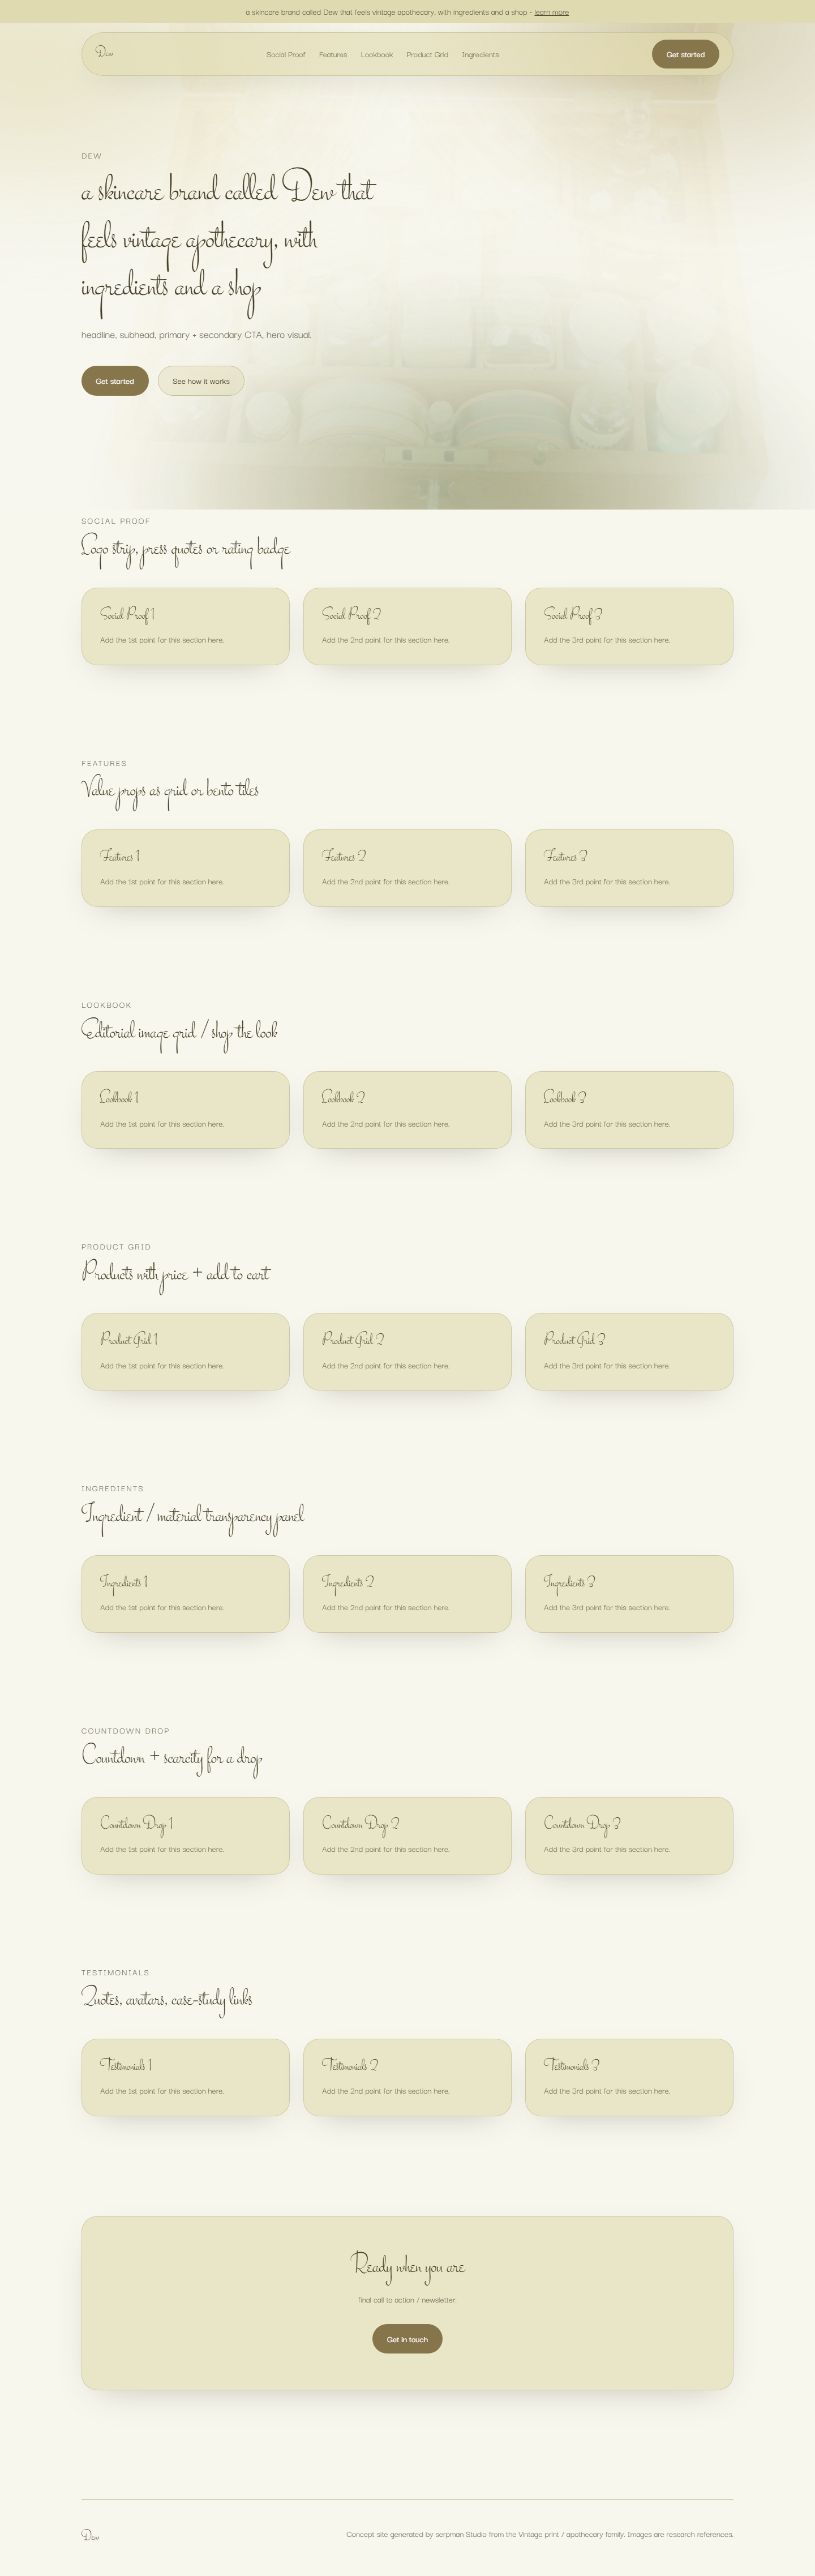 a skincare brand called Dew that feels vintage apothecary, with ingredients and a shop – learn more
Dew
Social Proof Features Lookbook Product Grid Ingredients
Get started
DEW
a skincare brand called Dew that
feels vintage apothecary, with
ingredients and a shop
headline, subhead, primary + secondary CTA, hero visual.
Get started
See how it works
SOCIAL PROOF
Logo strip, press quotes or rating badge
Social Proof 1
Add the 1st point for this section here.
Social Proof 2
Add the 2nd point for this section here.
Social Proof 3
Add the 3rd point for this section here.
FEATURES
Value props as grid or bento tiles
Features 1
Add the 1st point for this section here.
Features 2
Add the 2nd point for this section here.
Features 3
Add the 3rd point for this section here.
LOOKBOOK
Editorial image grid / shop the look
Lookbook 1
Add the 1st point for this section here.
Lookbook 2
Add the 2nd point for this section here.
Lookbook 3
Add the 3rd point for this section here.
PRODUCT GRID
Products with price + add to cart
Product Grid 1
Add the 1st point for this section here.
Product Grid 2
Add the 2nd point for this section here.
Product Grid 3
Add the 3rd point for this section here.
INGREDIENTS
Ingredient / material transparency panel
Ingredients 1
Add the 1st point for this section here.
Ingredients 2
Add the 2nd point for this section here.
Ingredients 3
Add the 3rd point for this section here.
COUNTDOWN DROP
Countdown + scarcity for a drop
Countdown Drop 1
Add the 1st point for this section here.
Countdown Drop 2
Add the 2nd point for this section here.
Countdown Drop 3
Add the 3rd point for this section here.
TESTIMONIALS
Quotes, avatars, case-study links
Testimonials 1
Add the 1st point for this section here.
Testimonials 2
Add the 2nd point for this section here.
Testimonials 3
Add the 3rd point for this section here.
Ready when you are
final call to action / newsletter.
Get in touch
Dew
Concept site generated by serpman Studio from the Vintage print / apothecary family. Images are research references.